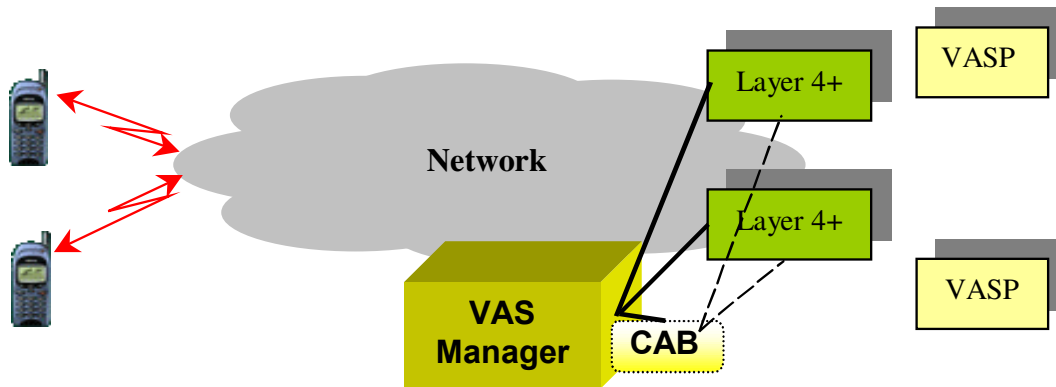 Layer 4+
VASP
Network
Layer 4+
VASP
VAS
Manager
CAB